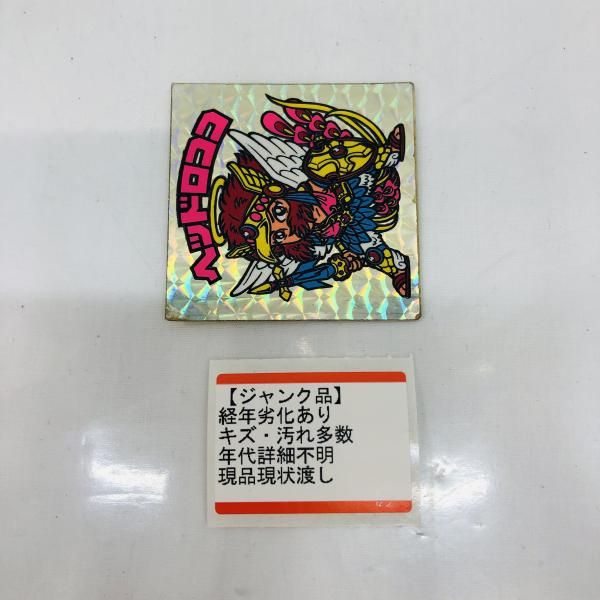 ヘッドロココ
【ジャンク品】
経年劣化あり
キズ・汚れ多数
年代詳細不明
現品現状渡し